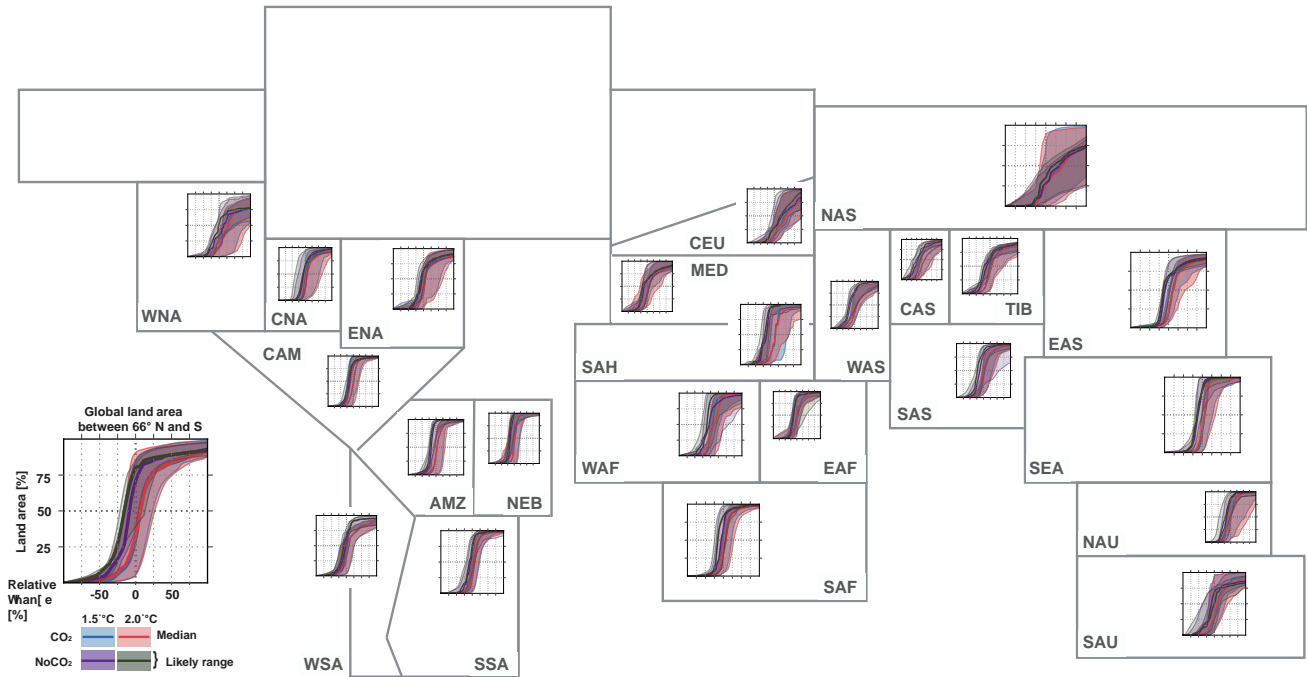 NAS
CEU
MED
WNA
CNA
ENA
CAS
TIB
EAS
CAM
SAH
WAS
SAS
Global land area
between 66° N and S
75
50
25
Land area [%]
-50
0
50
Relative
[%]
WAF
EAF
SEA
AMZ
NEB
NAU
SAF
WSA
SSA
SAU
1.5 °C
2.0 °C
CO₂
Median
NoCO₂
} Likely range